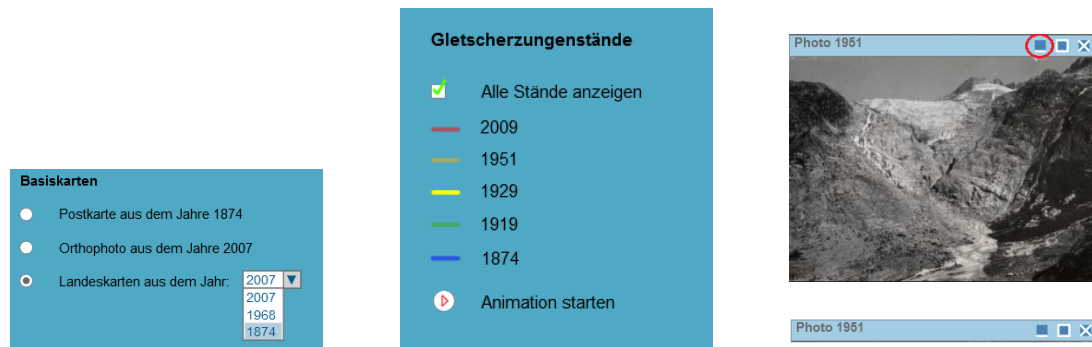 Basiskarten
Postkarte aus dem Jahre 1874
Orthophoto aus dem Jahre 2007
Landeskarten aus dem Jahr: 2007
2007
1968
1874
Gletscherzungenstände
Alle Stände anzeigen
2009
1951
1929
1919
1874
Animation starten
Photo 1951
Photo 1951